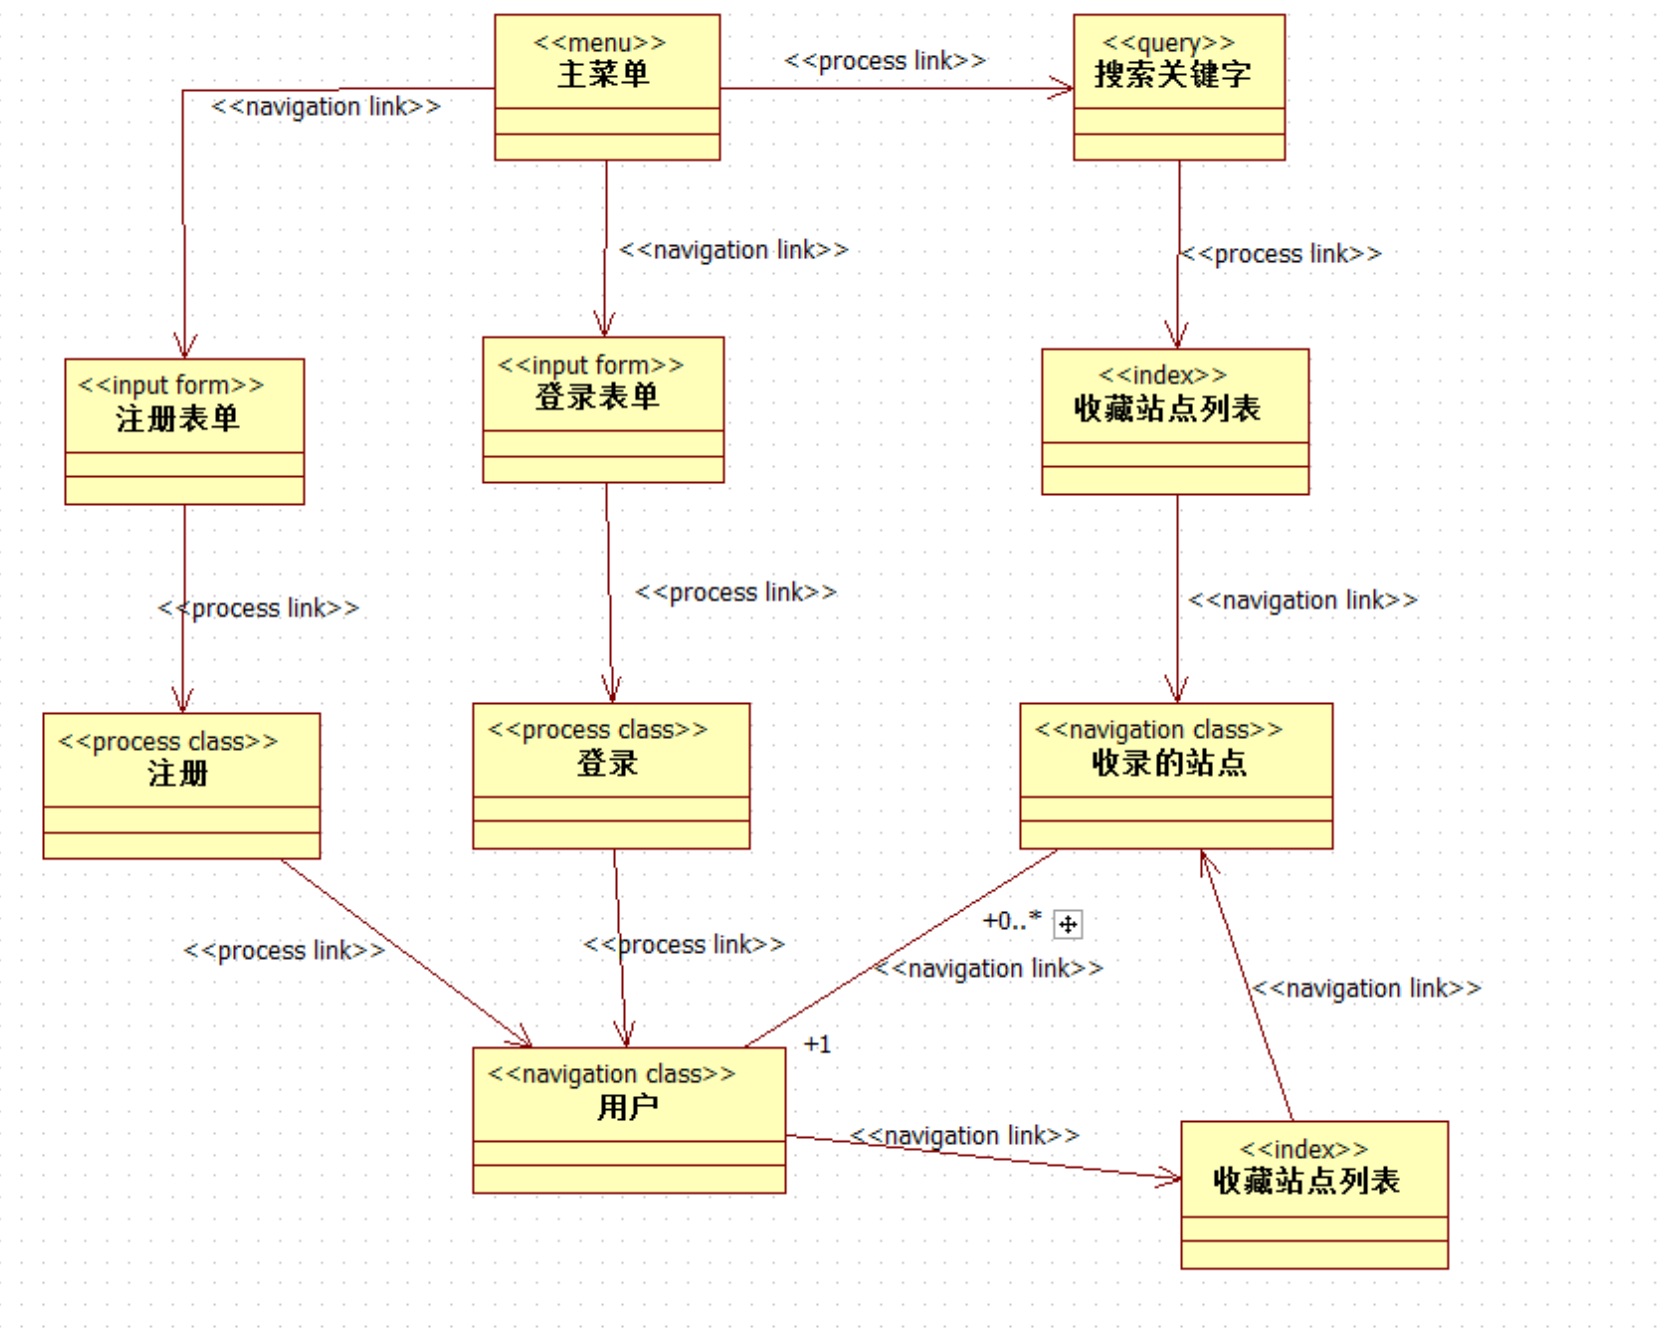 <<menu>>
主菜单
<<process link>>
<<query>>
搜索关键字
<<navigation link>>
<<navigation link>>
<<process link>>
<<input form>>
注册表单
<<input form>>
登录表单
<<index>>
收藏站点列表
<<process link>>
<<process link>>
<<navigation link>>
<<process class>>
注册
<<process class>>
登录
<<navigation class>>
收录的站点
+0..*
<<process link>>
<<process link>>
<<navigation link>>
<<navigation link>>
+1
<<navigation class>>
用户
<<navigation link>>
<<index>>
收藏站点列表